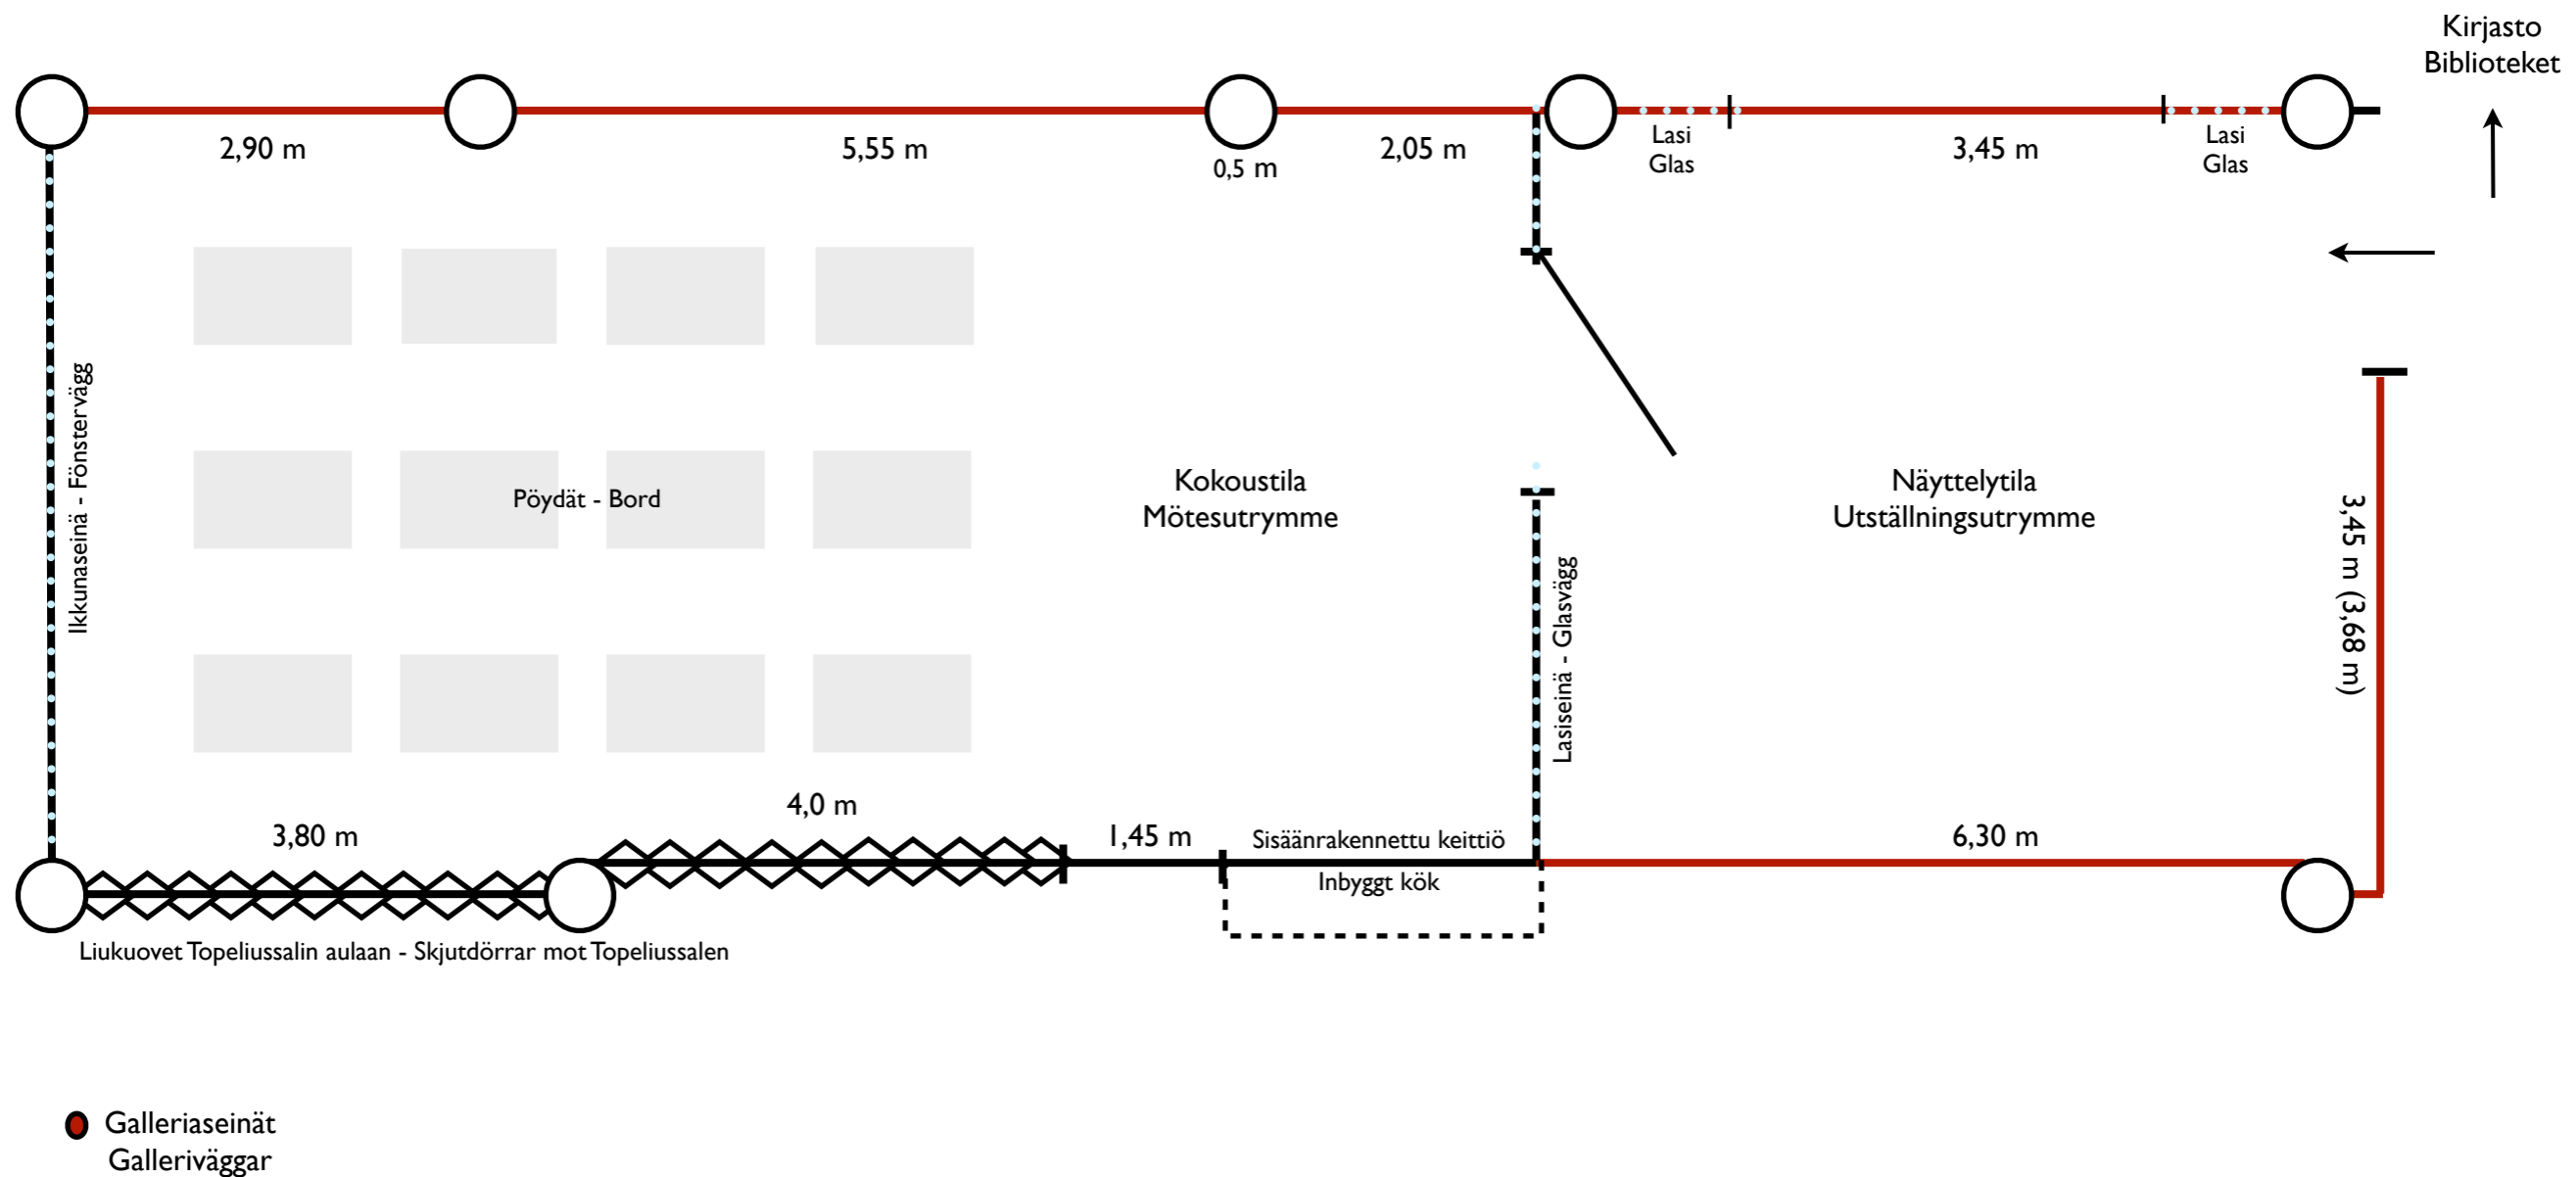 Kirjasto
Biblioteket
2,90 m
5,55 m
0,5 m
2,05 m
Lasi
Glas
3,45 m
Lasi
Glas
Ikkunaseinä - Fönstervägg
Pöydät - Bord
Kokoustila
Mötesutrymme
Näyttelytila
Utställningsutrymme
3,45 m (3,68 m)
Lasiseinä - Glasvägg
3,80 m
4,0 m
1,45 m
Sisäänrakennettu keittiö
Inbyggt kök
6,30 m
Liukuovet Topeliussalin aulaan - Skjutdörrar mot Topeliussalen
Galleriaseinät
Galleriväggar